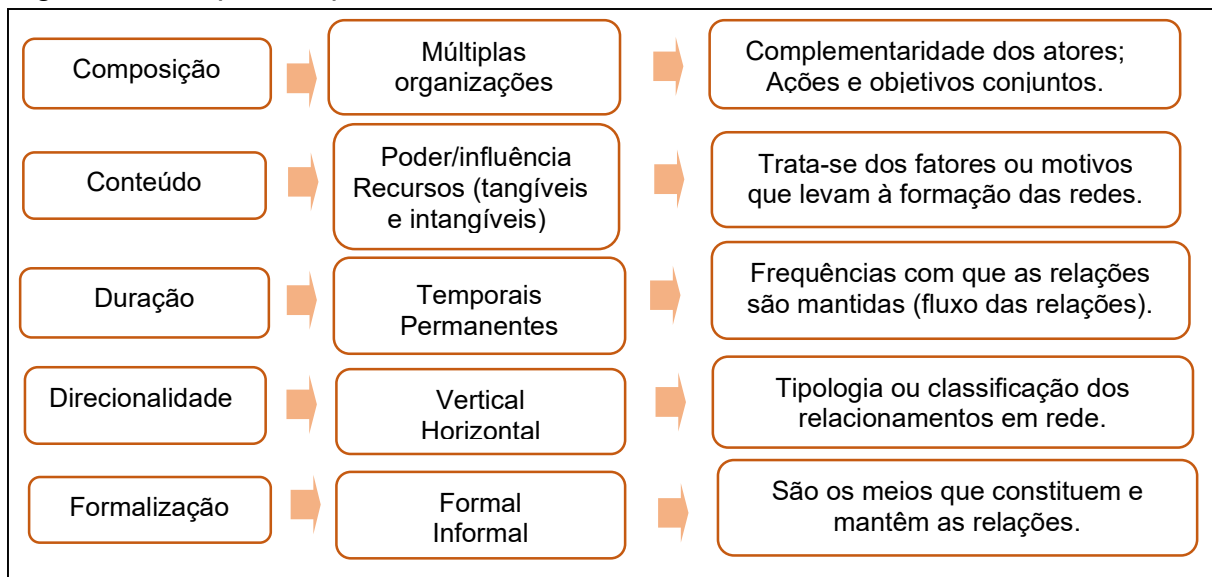 Composição
Múltiplas
organizações
Complementaridade dos atores;
Ações e objetivos conjuntos.
Conteúdo
Poder/influência
Recursos (tangíveis
e intangíveis)
Trata-se dos fatores ou motivos
que levam à formação das redes.
Duração
Temporais
Permanentes
Frequências com que as relações
são mantidas (fluxo das relações).
Direcionalidade
Vertical
Horizontal
Tipologia ou classificação dos
relacionamentos em rede.
Formalização
Formal
Informal
São os meios que constituem e
mantêm as relações.